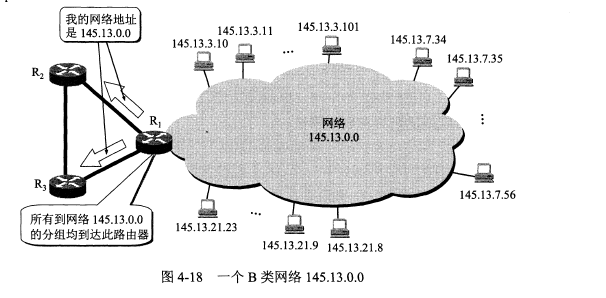 我的网络地址
是 145.13.0.0
145.13.3.10
145.13.3.11
...
145.13.3.101
145.13.7.34
145.13.7.35
R₂
R₁
网络
145.13.0.0
⋮
R₃
145.13.7.56
所有到网络 145.13.0.0
的分组均到达此路由器
145.13.21.23
...
145.13.21.9
145.13.21.8
图 4-18 一个 B 类网络 145.13.0.0